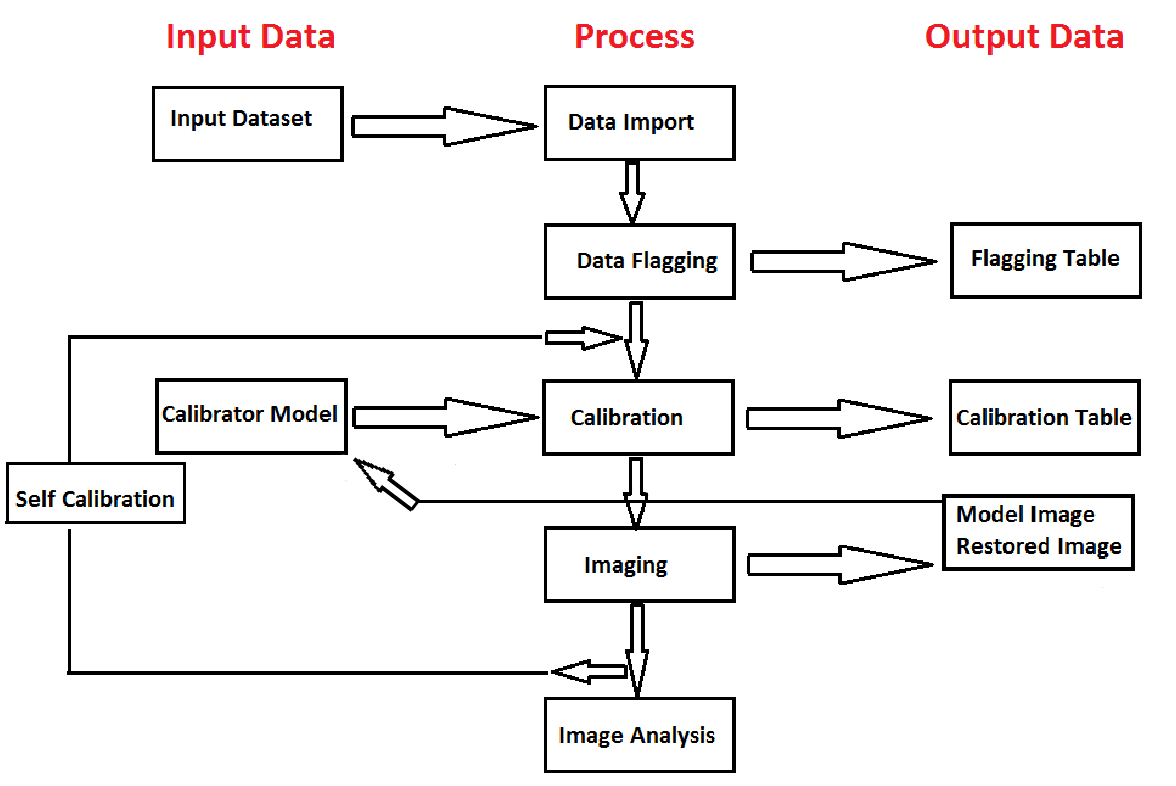 Input Data
Process
Output Data
Input Dataset
Data Import
Data Flagging
Flagging Table
Calibrator Model
Calibration
Calibration Table
Self Calibration
Model Image
Restored Image
Imaging
Image Analysis